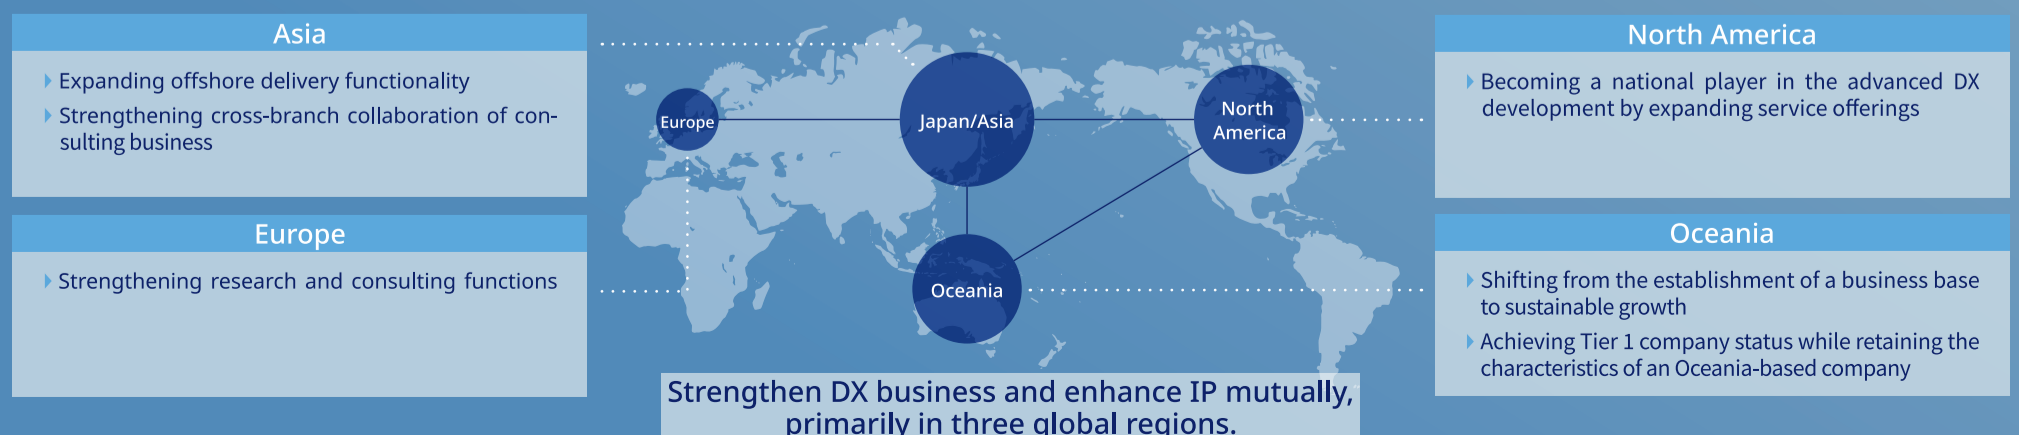 Asia
Expanding offshore delivery functionality
Strengthening cross-branch collaboration of con-
sulting business
Europe
Strengthening research and consulting functions
Europe
Japan/Asia
North
America
Oceania
Strengthen DX business and enhance IP mutually,
primarily in three global regions.
North America
Becoming a national player in the advanced DX
development by expanding service offerings
Oceania
Shifting from the establishment of a business base
to sustainable growth
Achieving Tier 1 company status while retaining the
characteristics of an Oceania-based company